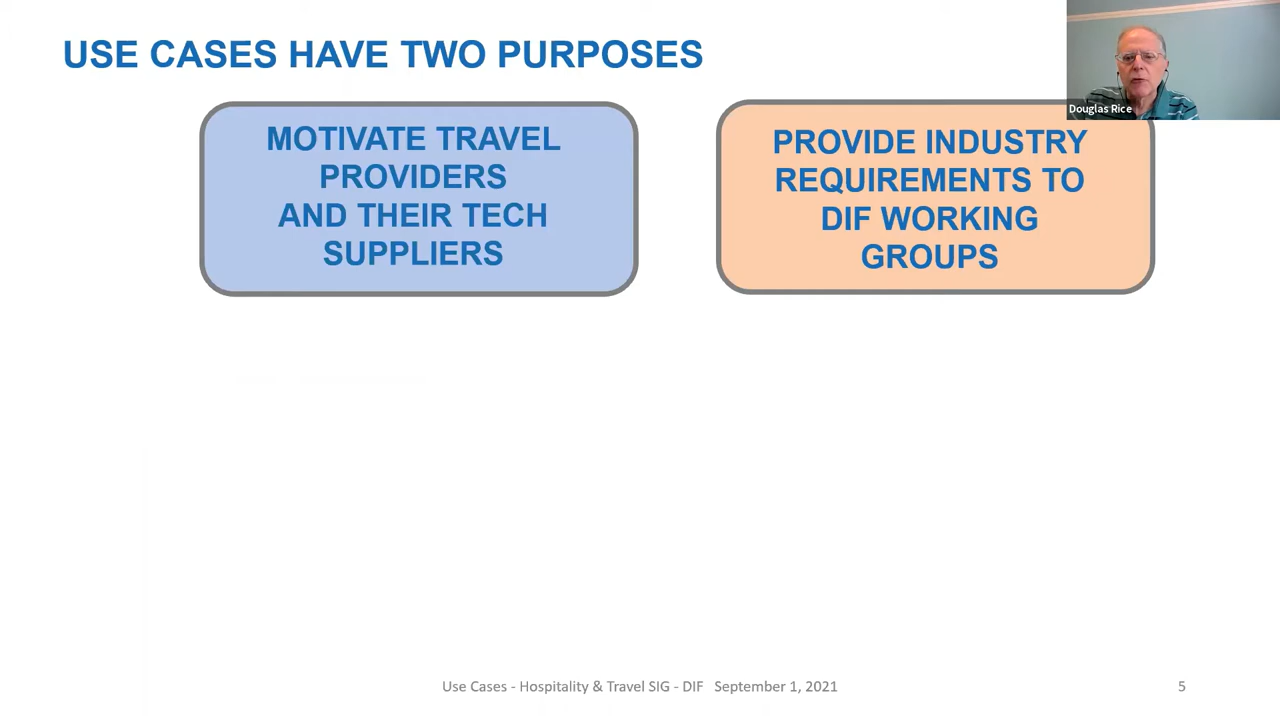 USE CASES HAVE TWO PURPOSES
Douglas Rice
MOTIVATE TRAVEL
PROVIDERS
AND THEIR TECH
SUPPLIERS
PROVIDE INDUSTRY
REQUIREMENTS TO
DIF WORKING
GROUPS
Use Cases - Hospitality & Travel SIG - DIF September 1, 2021
5